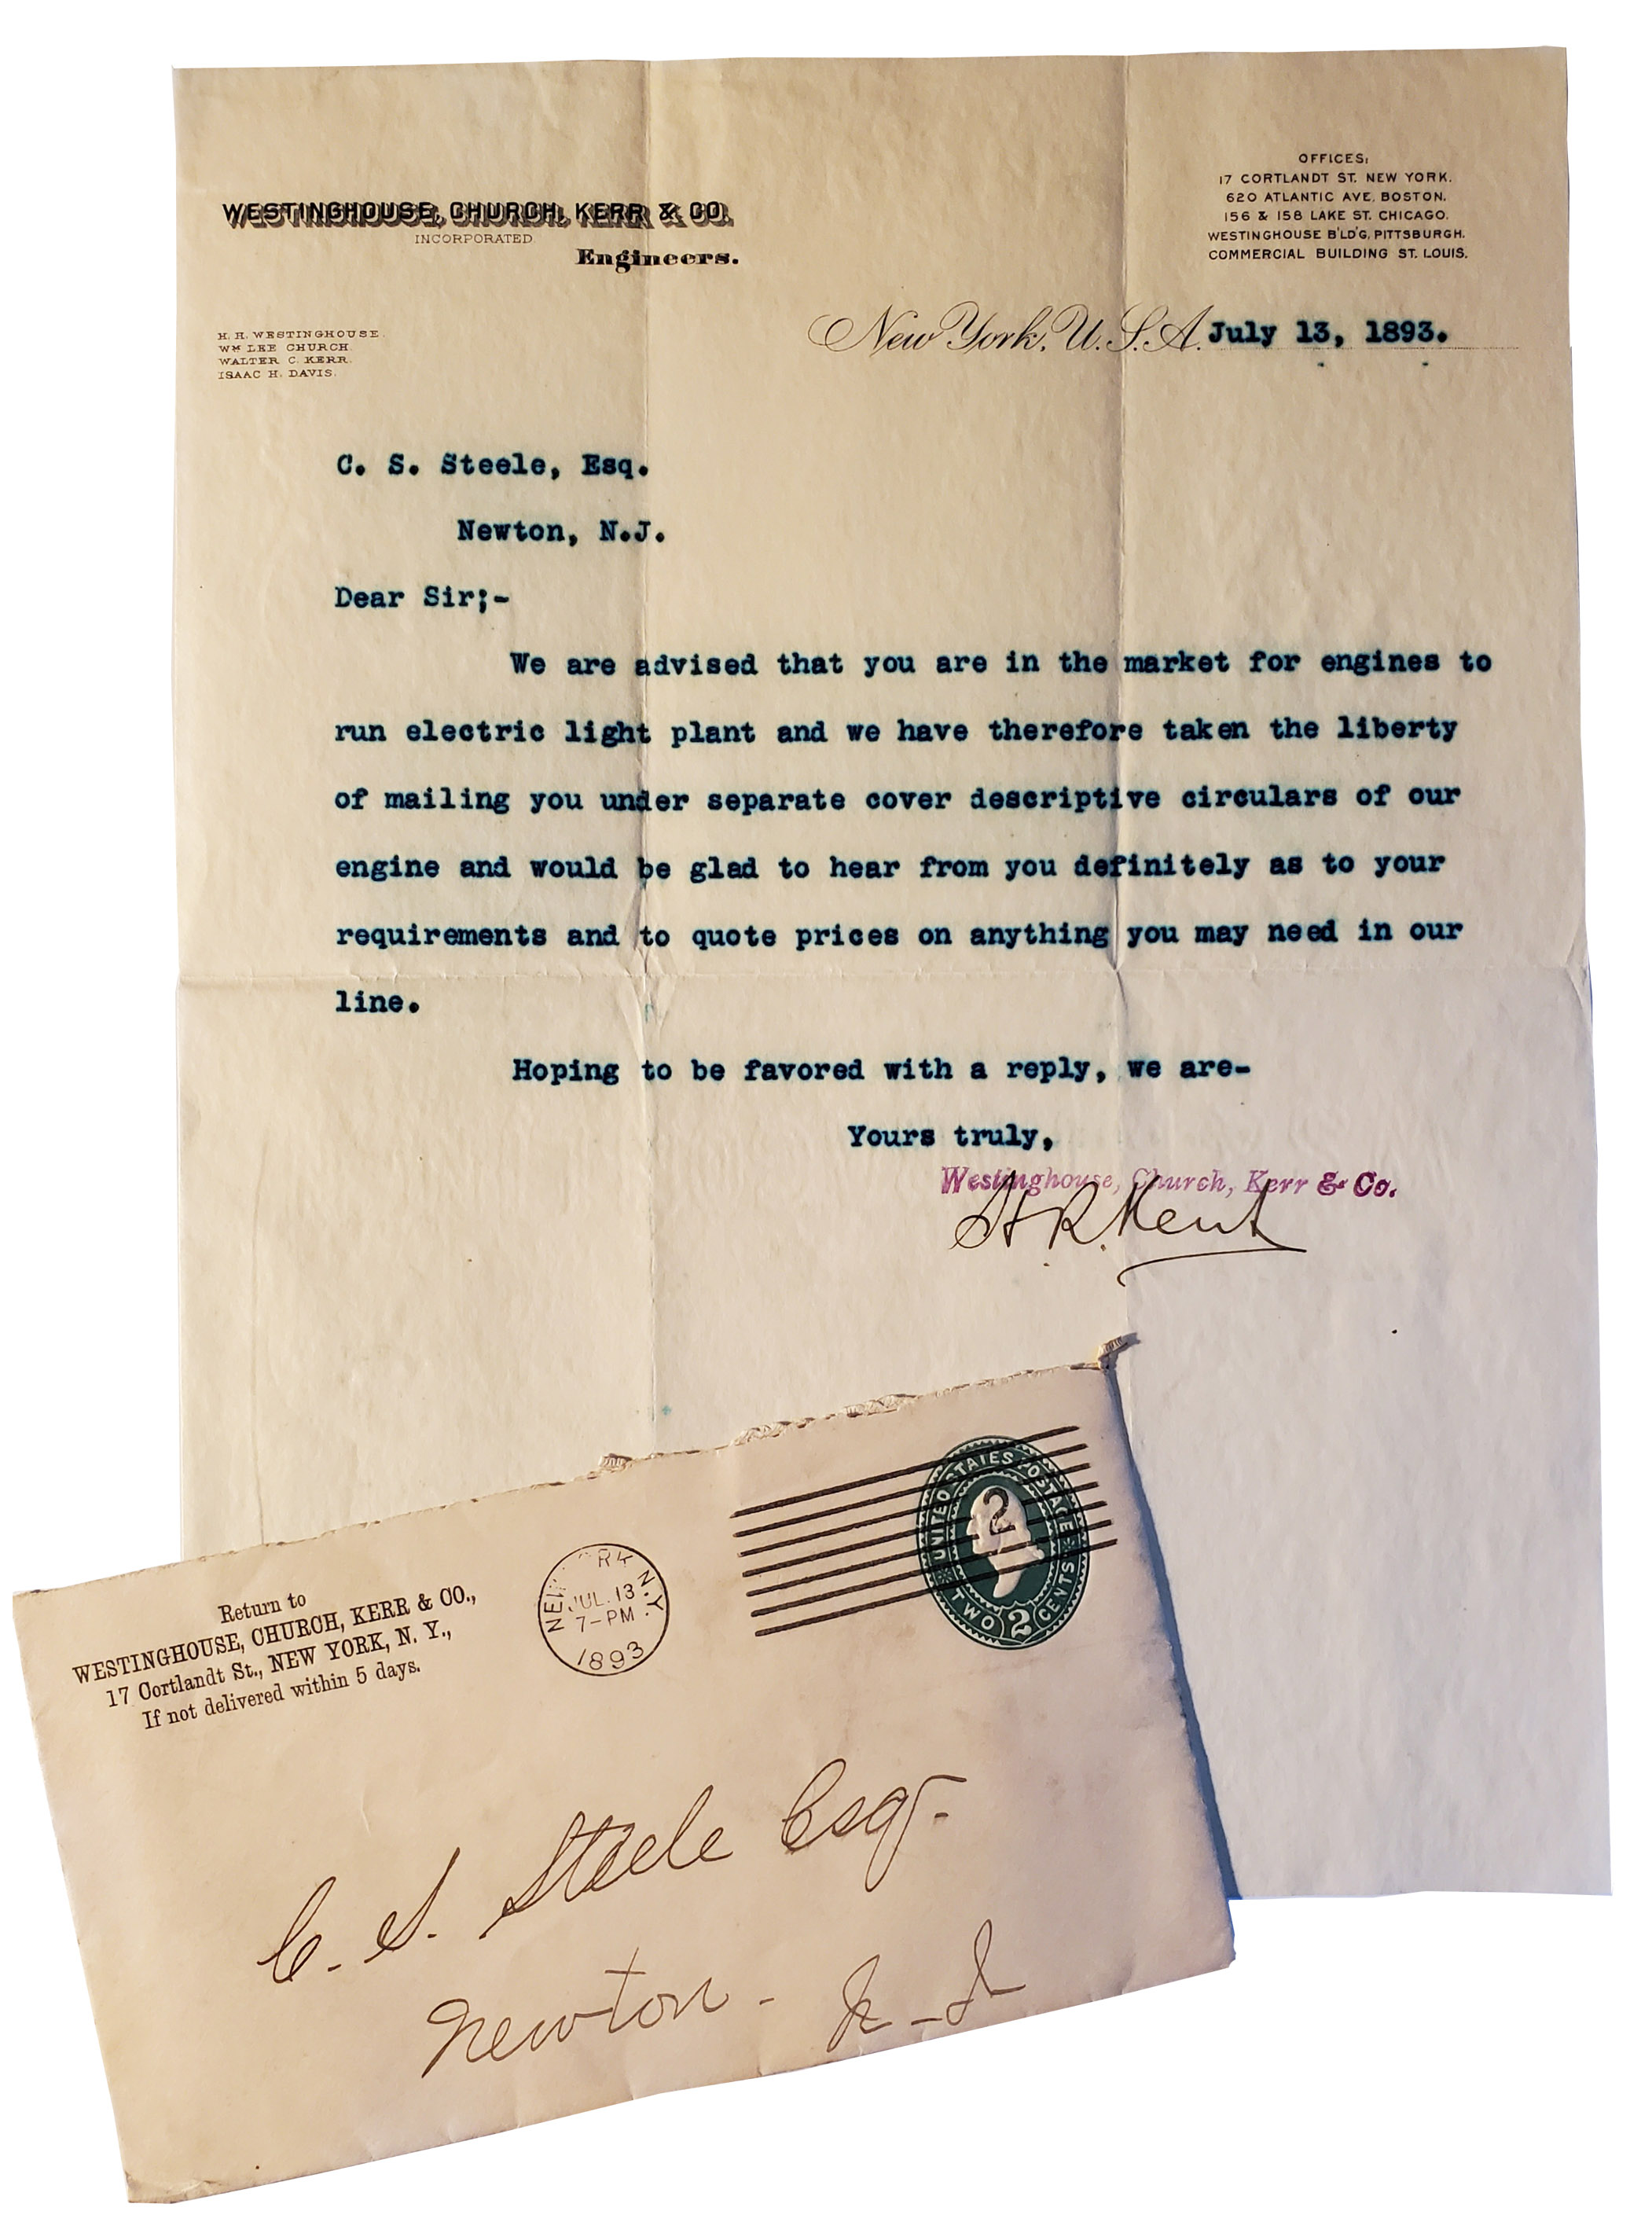 WESTINGHOUSE, CHURCH, KERR & CO.
INCORPORATED.
Engineers.
OFFICES:
17 CORTLANDT ST. NEW YORK.
620 ATLANTIC AVE, BOSTON.
156 & 158 LAKE ST. CHICAGO.
WESTINGHOUSE B'LD'G, PITTSBURGH.
COMMERCIAL BUILDING ST. LOUIS.
H. H. WESTINGHOUSE.
WM LEE CHURCH.
WALTER C. KERR.
ISAAC H. DAVIS.
New York, U.S.A. July 13, 1893.
C. S. Steele, Esq.
Newton, N.J.
Dear Sir;-
We are advised that you are in the market for engines to
run electric light plant and we have therefore taken the liberty
of mailing you under separate cover descriptive circulars of our
engine and would be glad to hear from you definitely as to your
requirements and to quote prices on anything you may need in our
line.
Hoping to be favored with a reply, we are-
Yours truly,
Westinghouse, Church, Kerr & Co.
H. R. Kent
Return to
WESTINGHOUSE, CHURCH, KERR & CO.,
17 Cortlandt St., NEW YORK, N. Y.,
If not delivered within 5 days.
N.Y.
JUL. 13
7-PM
1893
UNITED STATES POSTAGE
2
TWO 2 CENTS
C. S. Steele Esq.
Newton - N-J